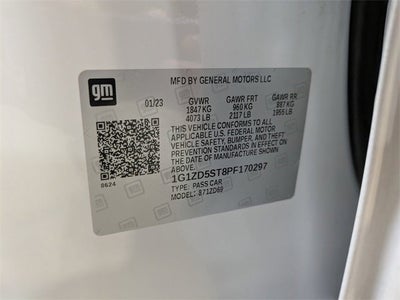 gm
MFD BY GENERAL MOTORS LLC
01/23 GVWR GAWR FRT GAWR RR
1847 KG 960 KG 887 KG
4073 LB 2117 LB 1955 LB
THIS VEHICLE CONFORMS TO ALL
APPLICABLE U.S. FEDERAL MOTOR
VEHICLE SAFETY, BUMPER, AND THEFT
PREVENTION STANDARDS IN EFFECT ON
THE DATE OF MANUFACTURE SHOWN ABOVE.
1G1ZD5ST8PF170297
8624
TYPE: PASS CAR
MODEL: 871ZD69